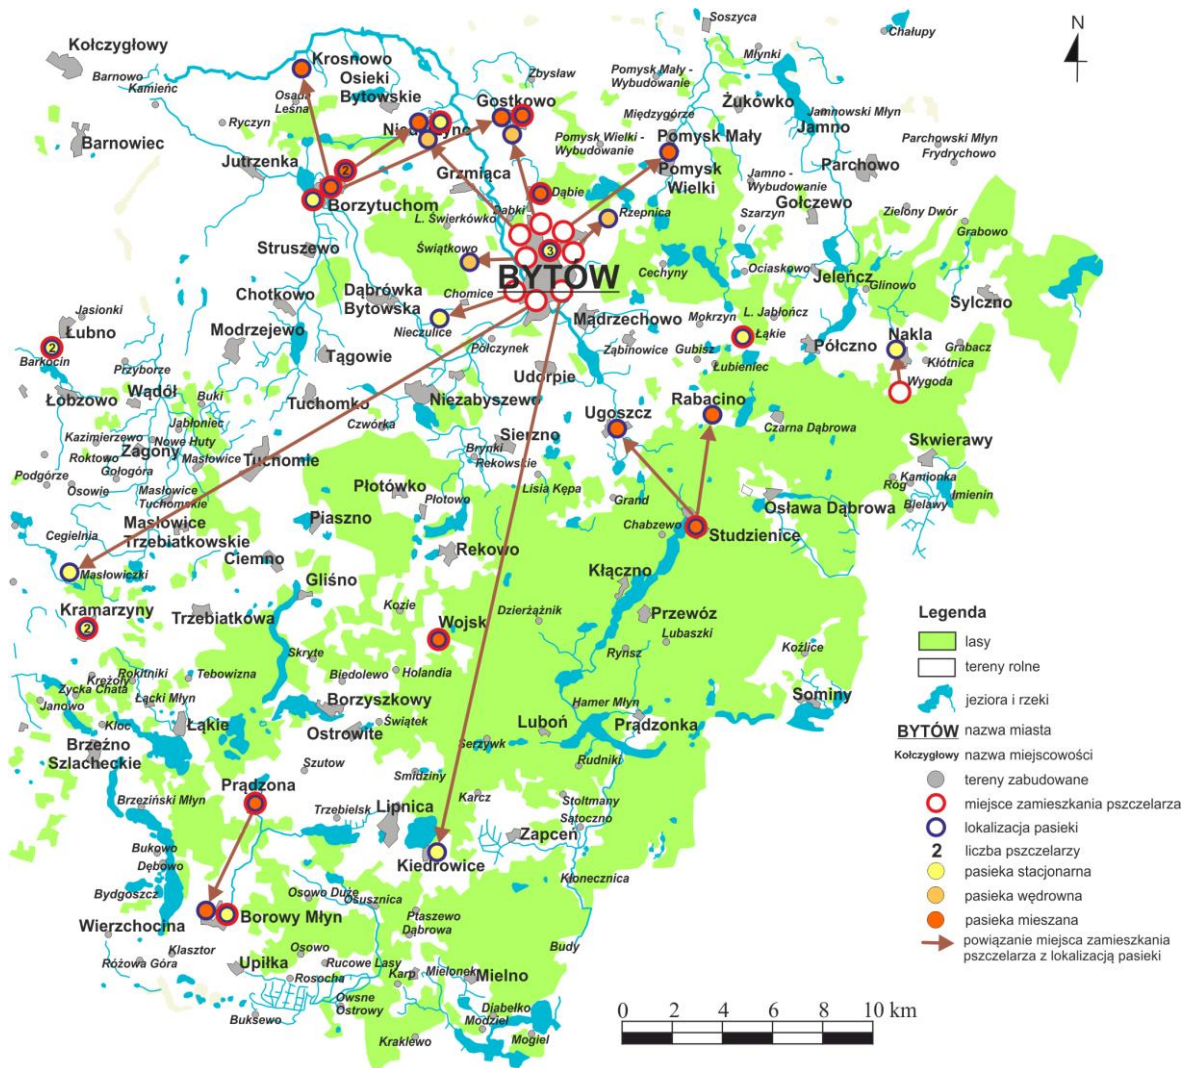 Soszyca
N
Kołczygłowy
Chałupy
Krosnowo
Młynki
Barnowo
Zbysław
Pomysk Mały -
Wybudowanie
Osieki
Bytowskie
Kamieńc
Osada
Leśna
Gostkowo
Żukówko
Międzygórze
Jamnowski Młyn
Ryczyn
Jamno
Barnowiec
Pomysk Wielki -
Wybudowanie
Pomysk Mały
Parchowski Młyn
Frydrychowo
Jutrzenka
Parchowo
Pomysk
Wielki
Grzmiąca
2
Dąbie
Jamno -
Wybudowanie
Borzytuchom
Dąbki
Rzepnica
Gołczewo
Zielony Dwór
L. Świerkówko
Szarzyn
Grabowo
Struszewo
Świątkowo
3
BYTÓW
Cechyny
Ociaskowo
Jeleńcz
Glinowo
Sylczno
Chotkowo
Dąbrówka
Bytowska
Chomice
Jasionki
Nieczulice
Mądrzechowo
Mokrzyn
L. Jabłończ
Łubno
Modrzejewo
Łąkie
Nakla
2
Barkocin
Półczynek
Ząbinowice
Gubisz
Półczno
Grabacz
Tągowie
Kłótnica
Przyborze
Udorpie
Łubieniec
Wygoda
Łobzowo
Wądół
Buki
Tuchomko
Niezabyszewo
Rabacino
Ugoszcz
Jabłoniec
Czwórka
Czarna Dąbrowa
Kazimierzewo
Nowe Huty
Sierzno
Skwierawy
Roktowo
Zagony
Masłowice
Tuchomie
Brynki
Rekowskie
Podgórze
Gołogóra
Kamionka
Róg
Osowię
Masłowice
Tuchomskie
Płotówko
Płotowo
Lisia Kępa
Grand
Imienin
Bielawy
Osława Dąbrowa
Masłowice
Trzebiatkowskie
Piaszno
Chabzewo
Studzienice
Cegielnia
Rekowo
Ciemno
Masłowiczki
Gliśno
Kłączno
Kramarzyny
Trzebiatkowa
Kozie
Dzierżążnik
Przewóz
Legenda
2
Wojsk
lasy
Lubaszki
tereny rolne
Skryte
Rynsz
Koźlice
Rokitniki
Tebowizna
Holandia
Krężoły
Biedolewo
jeziora i rzeki
Zycka Chata
Sominy
Janowo
Łącki Młyn
Borzyszkowy
Hamer Młyn
BYTÓW nazwa miasta
Kloc
Łąkie
Świątek
Luboń
Prądzonka
Ostrowite
Brzeźno
Szlacheckie
Serzywk
Kołczygłowy nazwa miejscowości
Rudniki
Szutow
Smidziny
tereny zabudowane
Prądzona
Brzeziński Młyn
Karcz
Stoltmany
miejsce zamieszkania pszczelarza
Trzebielsk
Lipnica
Sątoczno
Zapceń
lokalizacja pasieki
Bukowo
2 liczba pszczelarzy
Dębowo
Kiedrowice
pasieka stacjonarna
Kłonecznica
Bydgoszcz
Osowo Duże
pasieka wędrowna
Osusznica
Borowy Młyn
Ptaszewo
Dąbrowa
pasieka mieszana
Wierzchocina
powiązanie miejsca zamieszkania
pszczelarza z lokalizacją pasieki
Klasztor
Osowo
Budy
Różowa Góra
Upiłka
Rucowe Lasy
Karp
Mielonek
Rosocha
Mielno
Owsne
Ostrowy
0 2 4 6 8 10 km
Buksewo
Diabełko
Modziel
Kraklewo
Mogiel